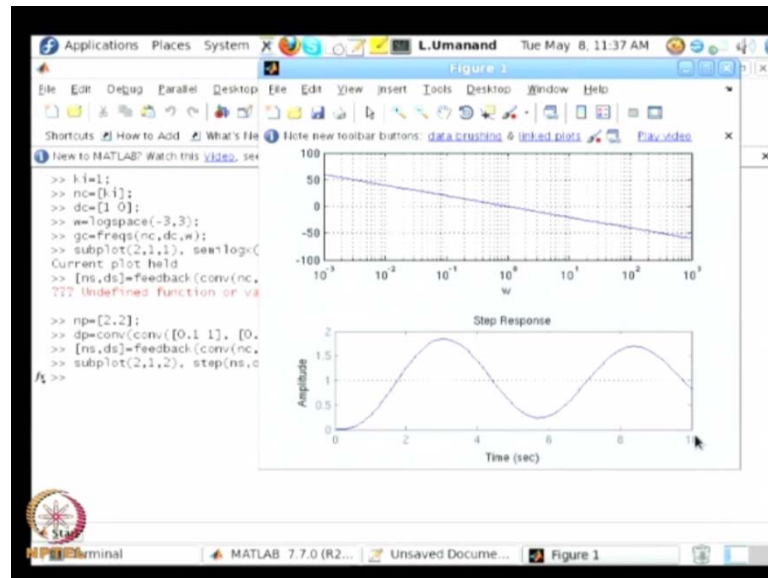 Applications Places System L.Umanand Tue May 8, 11:37 AM
Figure 1
File Edit Debug Parallel Desktop
File Edit View Insert Tools Desktop Window Help
Shortcuts How to Add What's Ne
Note new toolbar buttons: data brushing & linked plots Play video
New to MATLAB? Watch this video, see
>> ki=1;
>> nc=[ki];
>> dc=[1 0];
>> w=logspace(-3,3);
>> gc=freqs(nc,dc,w);
>> subplot(2,1,1), semilogx(
Current plot held
>> [ns,ds]=feedback(conv(nc,
??? Undefined function or va
>> np=[2.2];
>> dp=conv(conv([0.1 1], [0.
>> [ns,ds]=feedback(conv(nc,
>> subplot(2,1,2), step(ns,d
fx >>
100
50
0
-50
-100
10-3 10-2 10-1 100 101 102 103
w
Step Response
2
1.5
1
0.5
0
Amplitude
0 2 4 6 8 10
Time (sec)
Start
NPTEL
Terminal MATLAB 7.7.0 (R2... Unsaved Docume... Figure 1